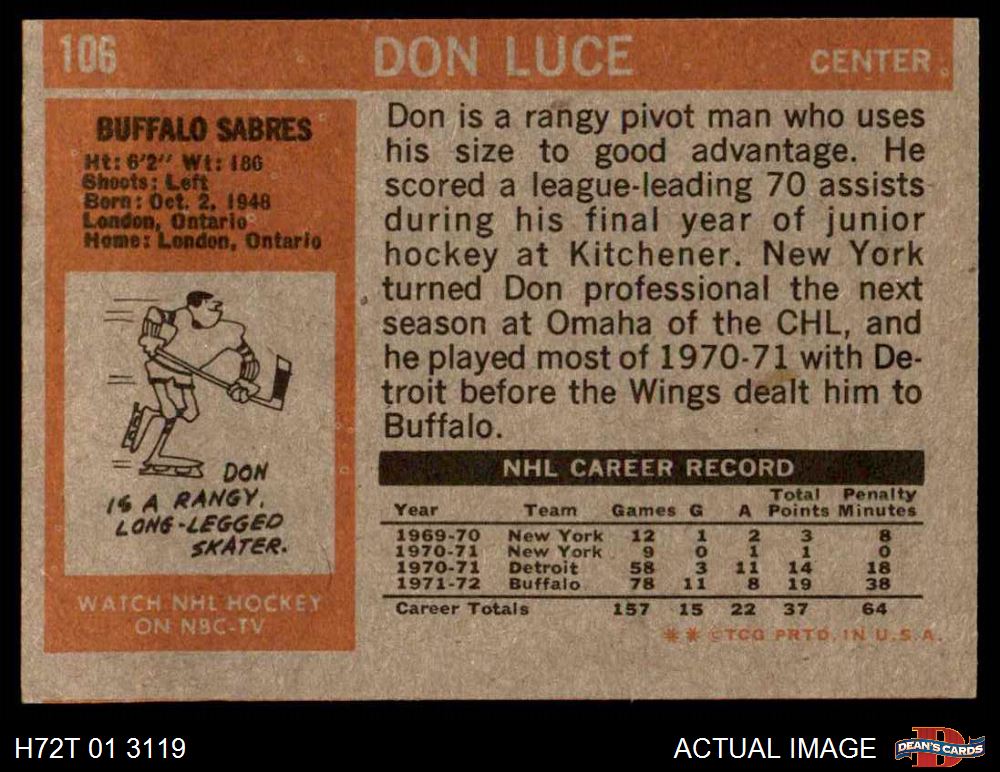 106 DON LUCE CENTER
BUFFALO SABRES
Ht: 6'2" Wt: 186
Shoots: Left
Born: Oct. 2, 1948
London, Ontario
Home: London, Ontario
DON
IS A RANGY,
LONG-LEGGED
SKATER.
WATCH NHL HOCKEY
ON NBC-TV
Don is a rangy pivot man who uses
his size to good advantage. He
scored a league-leading 70 assists
during his final year of junior
hockey at Kitchener. New York
turned Don professional the next
season at Omaha of the CHL, and
he played most of 1970-71 with De-
troit before the Wings dealt him to
Buffalo.
NHL CAREER RECORD
Total Penalty
Year Team Games G A Points Minutes
1969-70 New York 12 1 2 3 8
1970-71 New York 9 0 1 1 0
1970-71 Detroit 58 3 11 14 18
1971-72 Buffalo 78 11 8 19 38
Career Totals 157 15 22 37 64
** ©TCG PRTD. IN U.S.A.
H72T 01 3119
ACTUAL IMAGE
DEAN'S CARDS